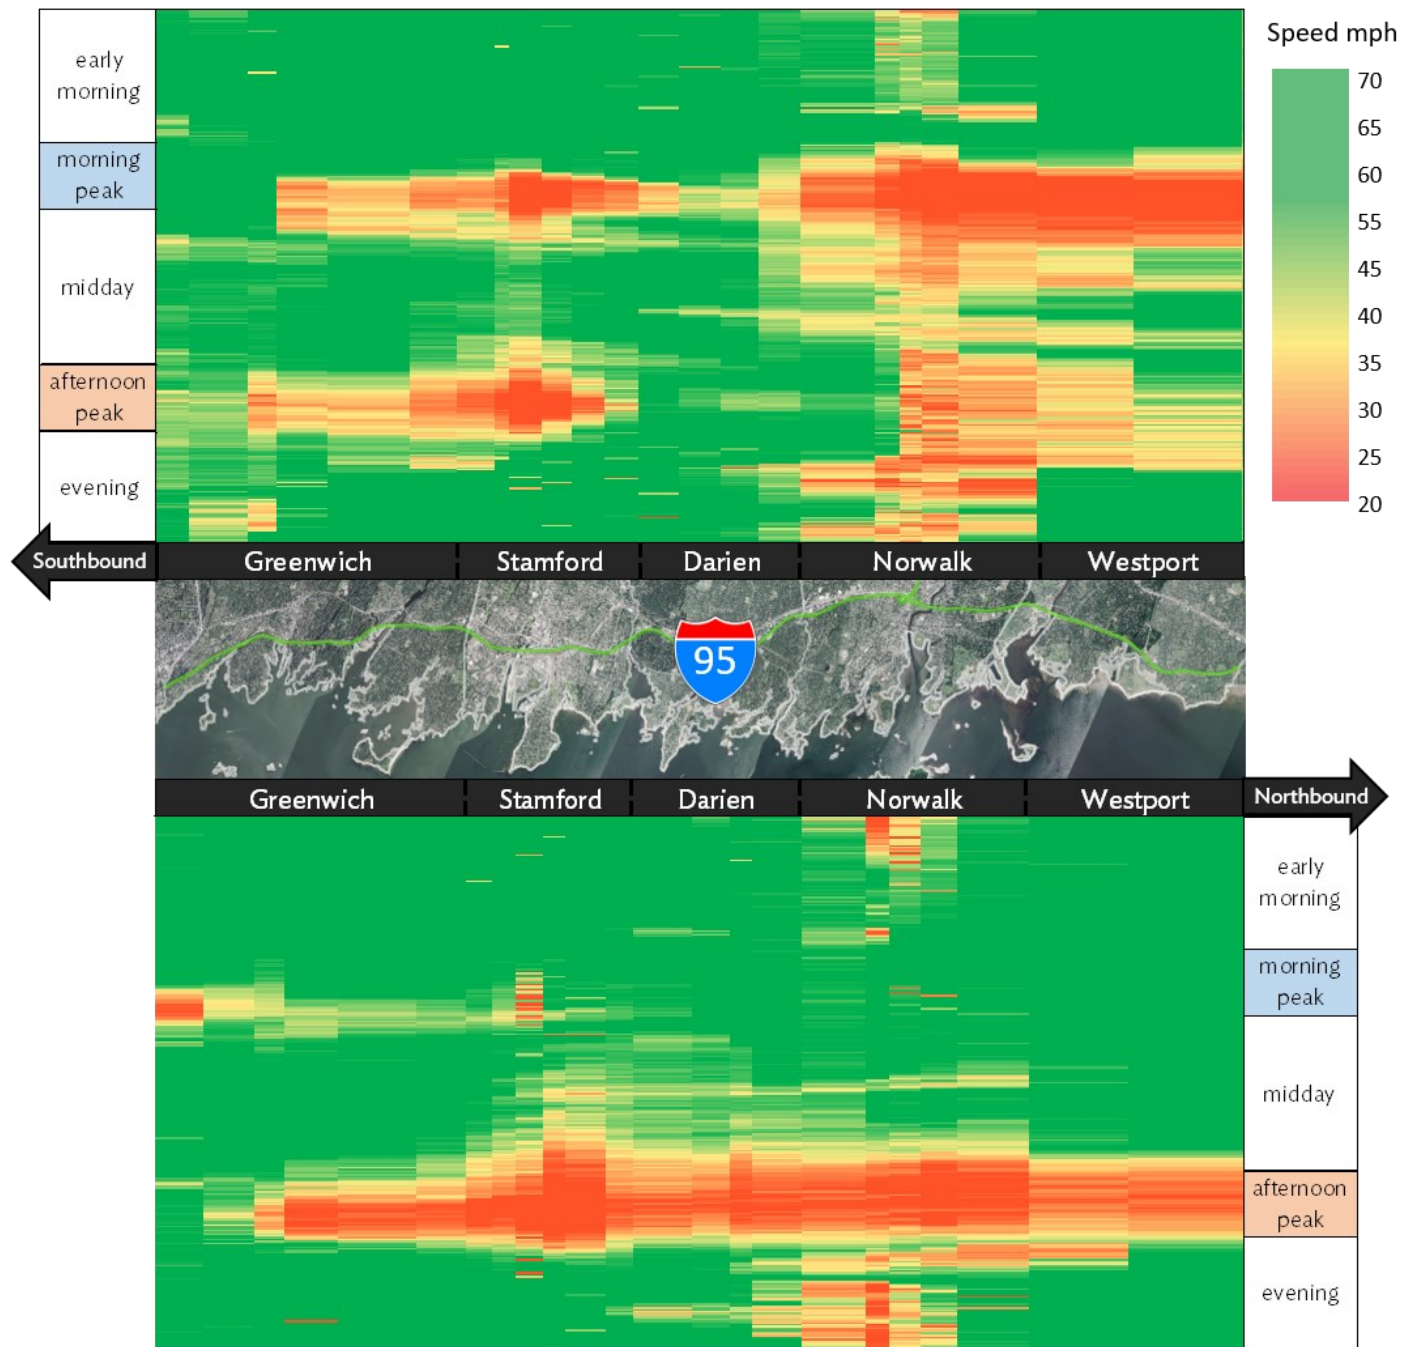 Speed mph
70
65
60
55
45
40
35
30
25
20
early
morning
morning
peak
midday
afternoon
peak
evening
Southbound
Greenwich
Stamford
Darien
Norwalk
Westport
95
Greenwich
Stamford
Darien
Norwalk
Westport
Northbound
early
morning
morning
peak
midday
afternoon
peak
evening